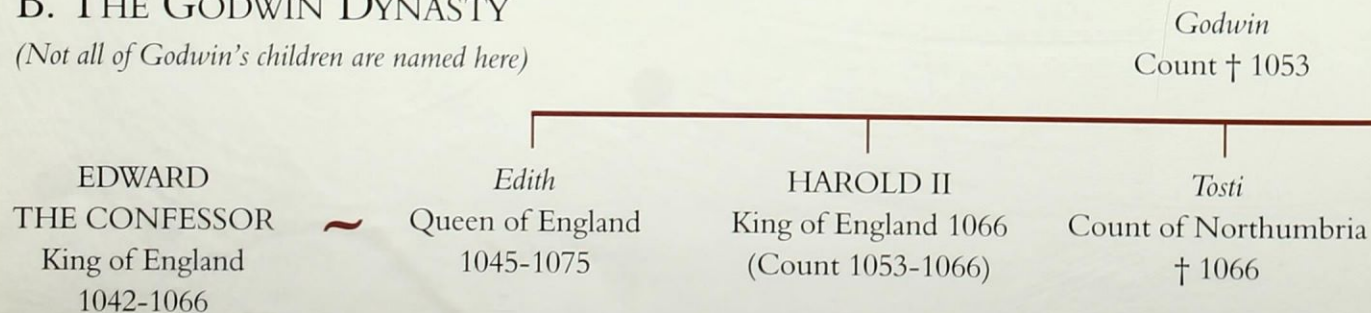 B. THE GODWIN DYNASTY
(Not all of Godwin's children are named here)
Godwin
Count † 1053
EDWARD
THE CONFESSOR
King of England
1042-1066
~
Edith
Queen of England
1045-1075
HAROLD II
King of England 1066
(Count 1053-1066)
Tosti
Count of Northumbria
† 1066